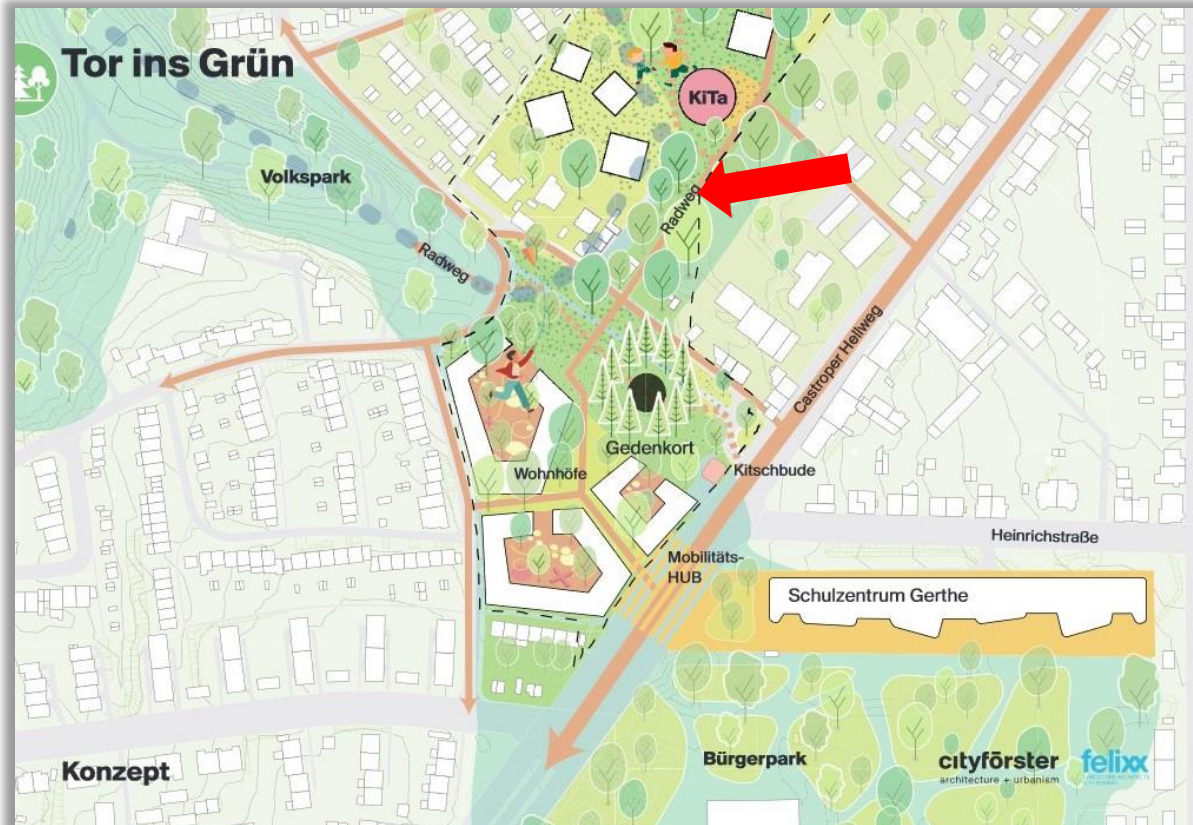 Tor ins Grün
KiTa
Volkspark
Radweg
Radweg
Castroper Hellweg
Gedenkort
Wohnhöfe
Kitschbude
Heinrichstraße
Mobilitäts-
HUB
Schulzentrum Gerthe
Bürgerpark
Konzept
cityförster
architecture + urbanism
felixx